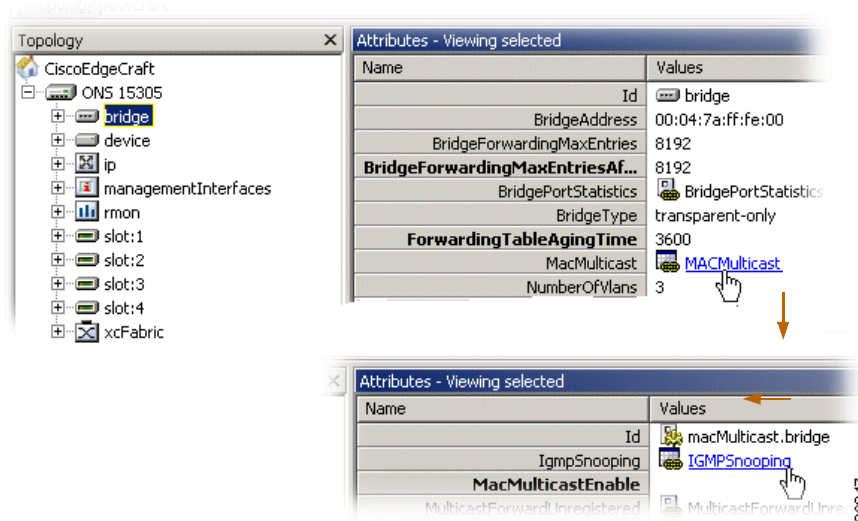 Topology
CiscoEdgeCraft
ONS 15305
bridge
device
ip
managementInterfaces
rmon
slot:1
slot:2
slot:3
slot:4
xcFabric
Attributes - Viewing selected
Name Values
Id bridge
BridgeAddress 00:04:7a:ff:fe:00
BridgeForwardingMaxEntries 8192
BridgeForwardingMaxEntriesAf... 8192
BridgePortStatistics BridgePortStatistics
BridgeType transparent-only
ForwardingTableAgingTime 3600
MacMulticast MACMulticast
NumberOfVlans 3
Attributes - Viewing selected
Name Values
Id macMulticast.bridge
IgmpSnooping IGMPSnooping
MacMulticastEnable
MulticastForwardUnregistered MulticastForwardUnreg